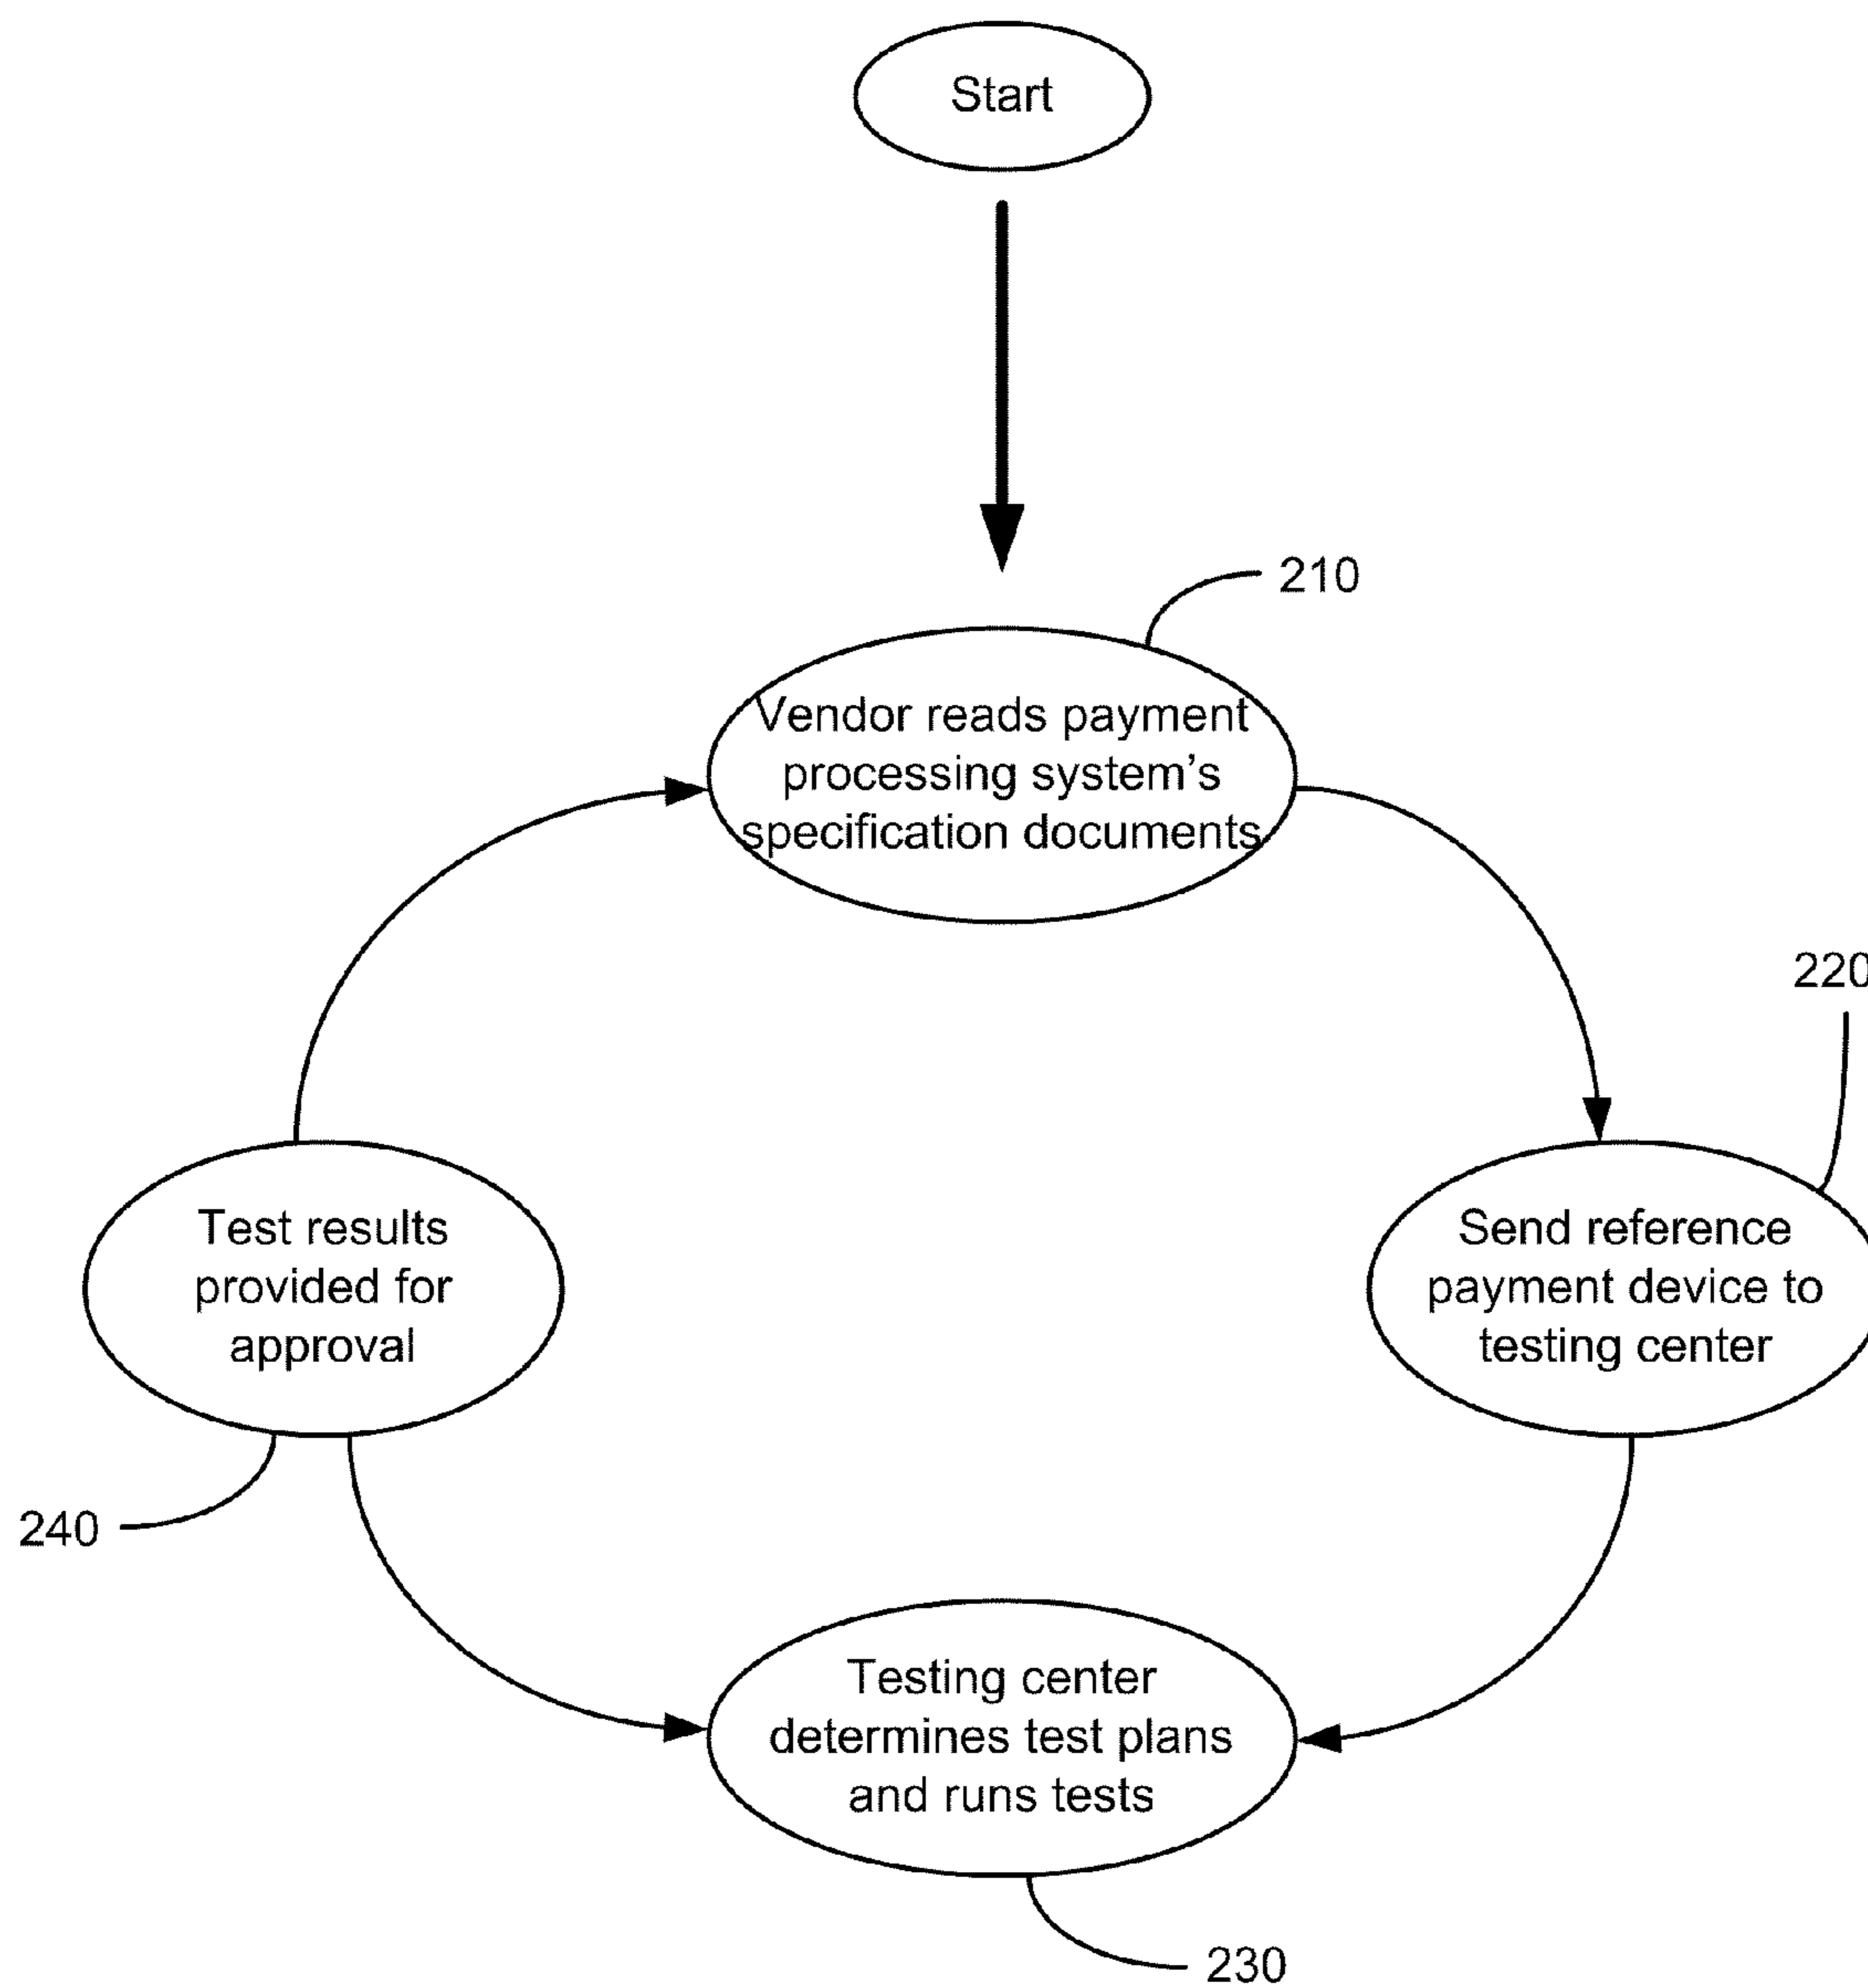 Start
210
Vendor reads payment
processing system's
specification documents
220
Send reference
payment device to
testing center
Test results
provided for
approval
240
Testing center
determines test plans
and runs tests
230